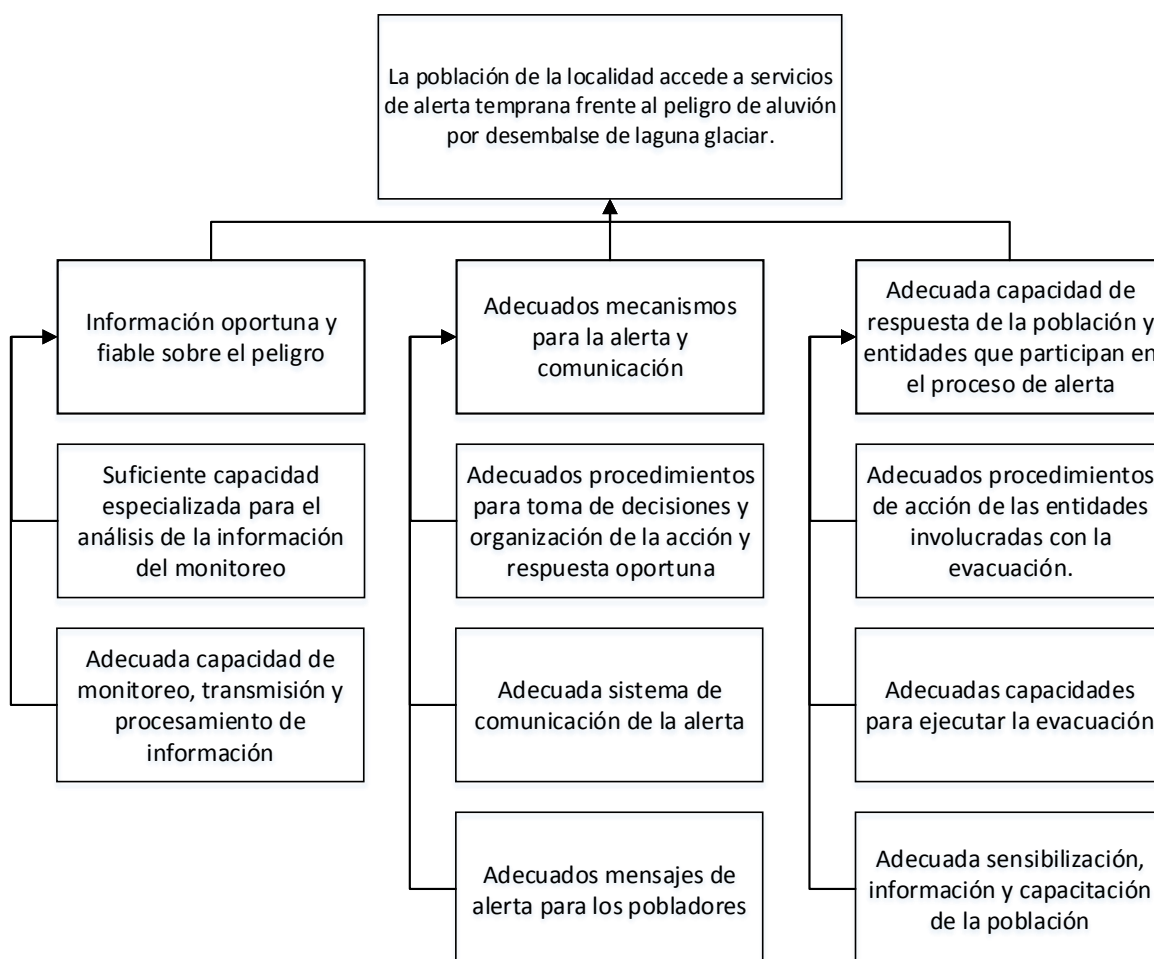 La población de la localidad accede a servicios
de alerta temprana frente al peligro de aluvión
por desembalse de laguna glaciar.
Información oportuna y
fiable sobre el peligro
Adecuados mecanismos
para la alerta y
comunicación
Adecuada capacidad de
respuesta de la población y
entidades que participan en
el proceso de alerta
Suficiente capacidad
especializada para el
análisis de la información
del monitoreo
Adecuados procedimientos
para toma de decisiones y
organización de la acción y
respuesta oportuna
Adecuados procedimientos
de acción de las entidades
involucradas con la
evacuación.
Adecuada capacidad de
monitoreo, transmisión y
procesamiento de
información
Adecuada sistema de
comunicación de la alerta
Adecuadas capacidades
para ejecutar la evacuación
Adecuados mensajes de
alerta para los pobladores
Adecuada sensibilización,
información y capacitación
de la población